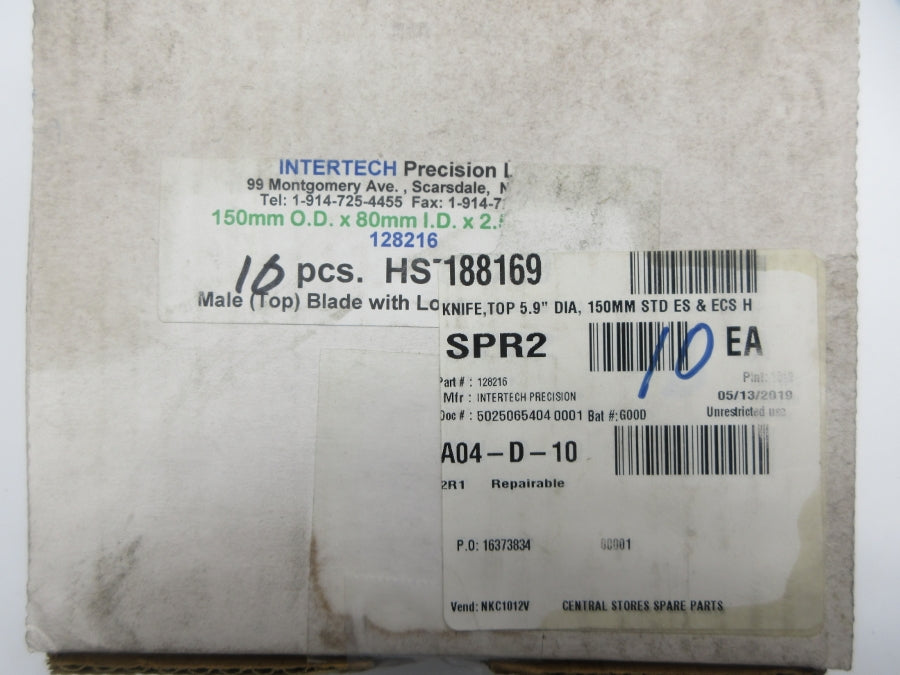 INTERTECH Precision
99 Montgomery Ave. , Scarsdale,
Tel: 1-914-725-4455 Fax: 1-914-7
150mm O.D. x 80mm I.D. x 2.
128216
10 pcs. HS
Male (Top) Blade with
188169
KNIFE,TOP 5.9" DIA, 150MM STD ES & ECS H
SPR2 10 EA
Part # : 128216
Mfr : INTERTECH PRECISION 05/13/2019
Doc # : 5025065404 0001 Bat #:GOOD Unrestricted use
A04-D-10
2R1 Repairable
P.O: 16373834 00001
Vend: NKC1012V CENTRAL STORES SPARE PARTS